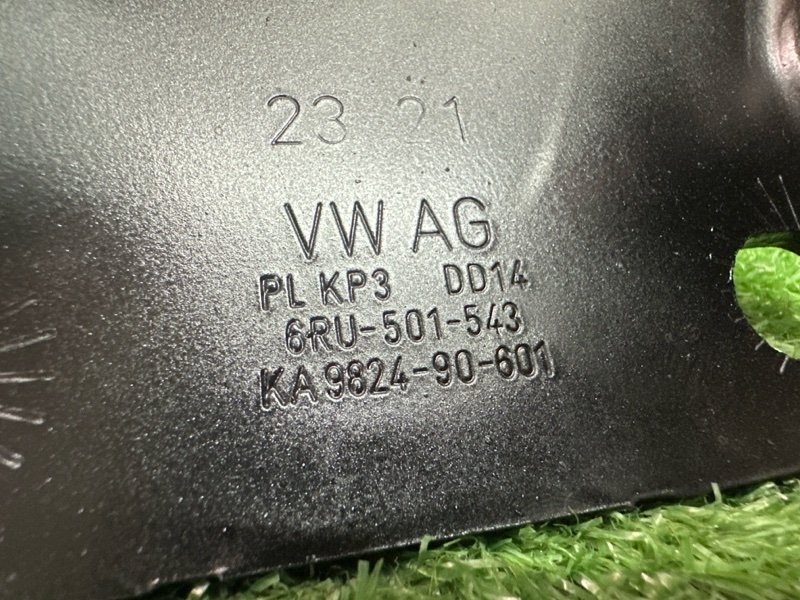 23 21
VW AG
PL KP3 DD14
6RU-501-543
KA 9824-90-601